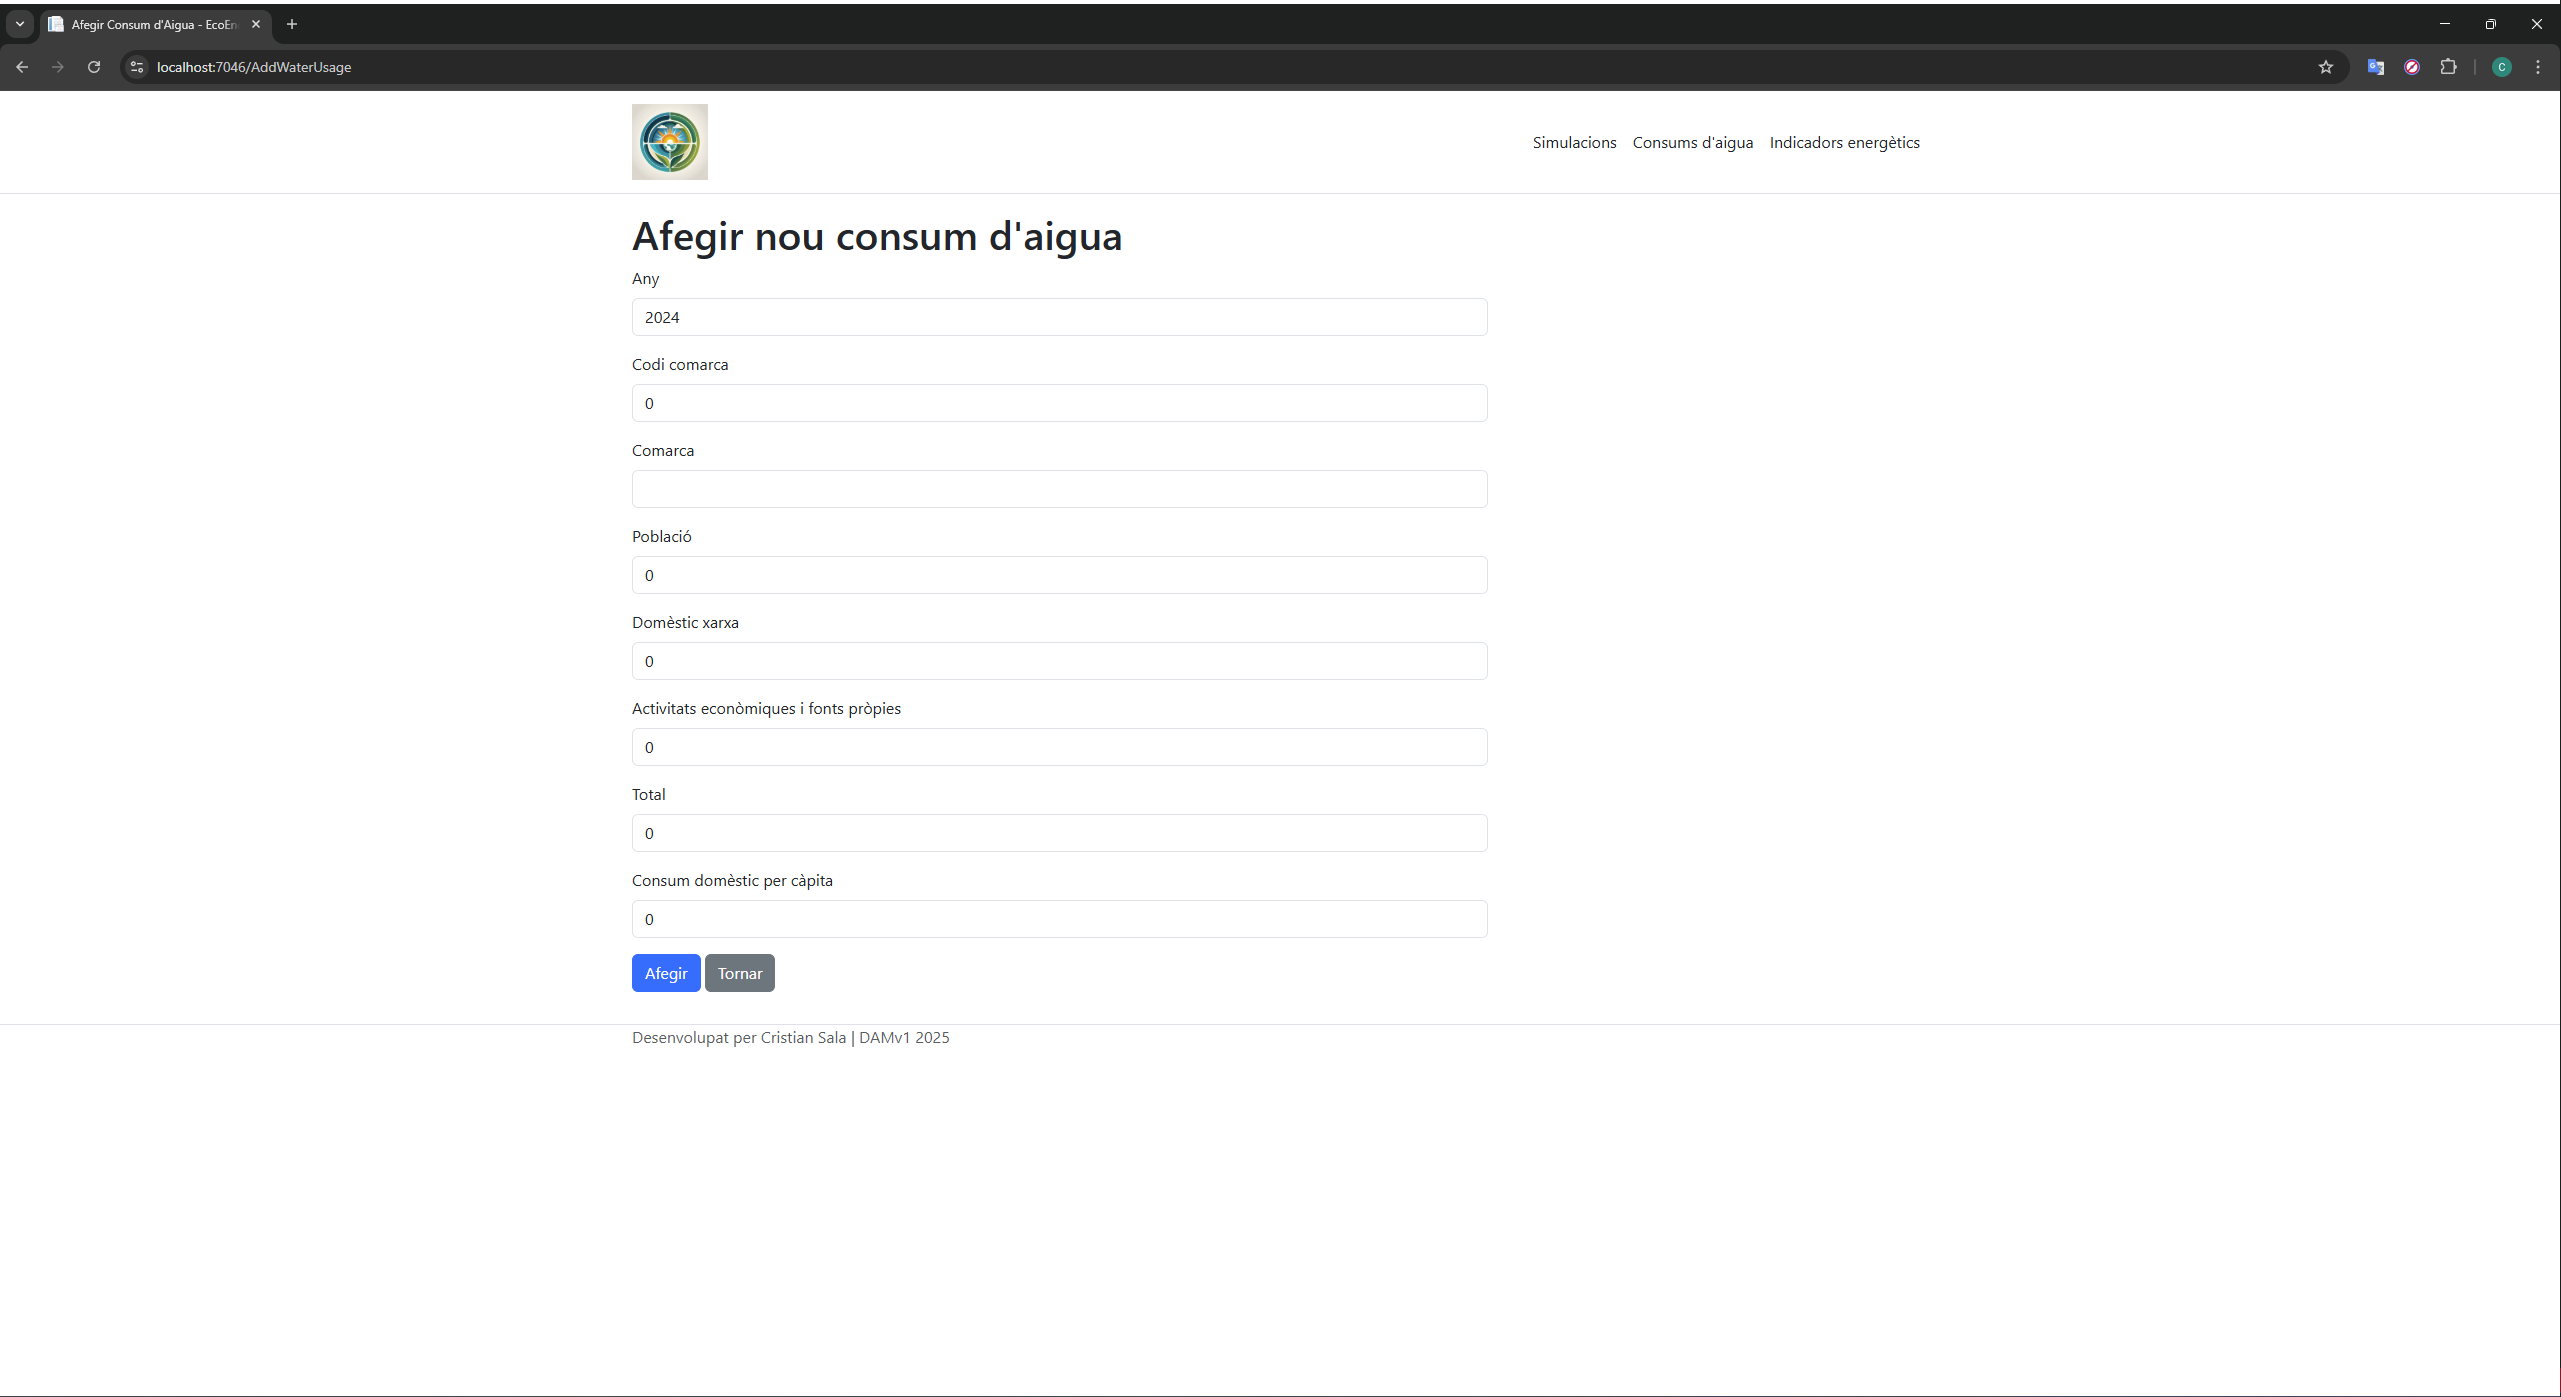 Afegir Consum d'Aigua - EcoEn
localhost:7046/AddWaterUsage
C
Simulacions Consums d'aigua Indicadors energètics
Afegir nou consum d'aigua
Any
2024
Codi comarca
0
Comarca
Població
0
Domèstic xarxa
0
Activitats econòmiques i fonts pròpies
0
Total
0
Consum domèstic per càpita
0
Afegir Tornar
Desenvolupat per Cristian Sala | DAMv1 2025